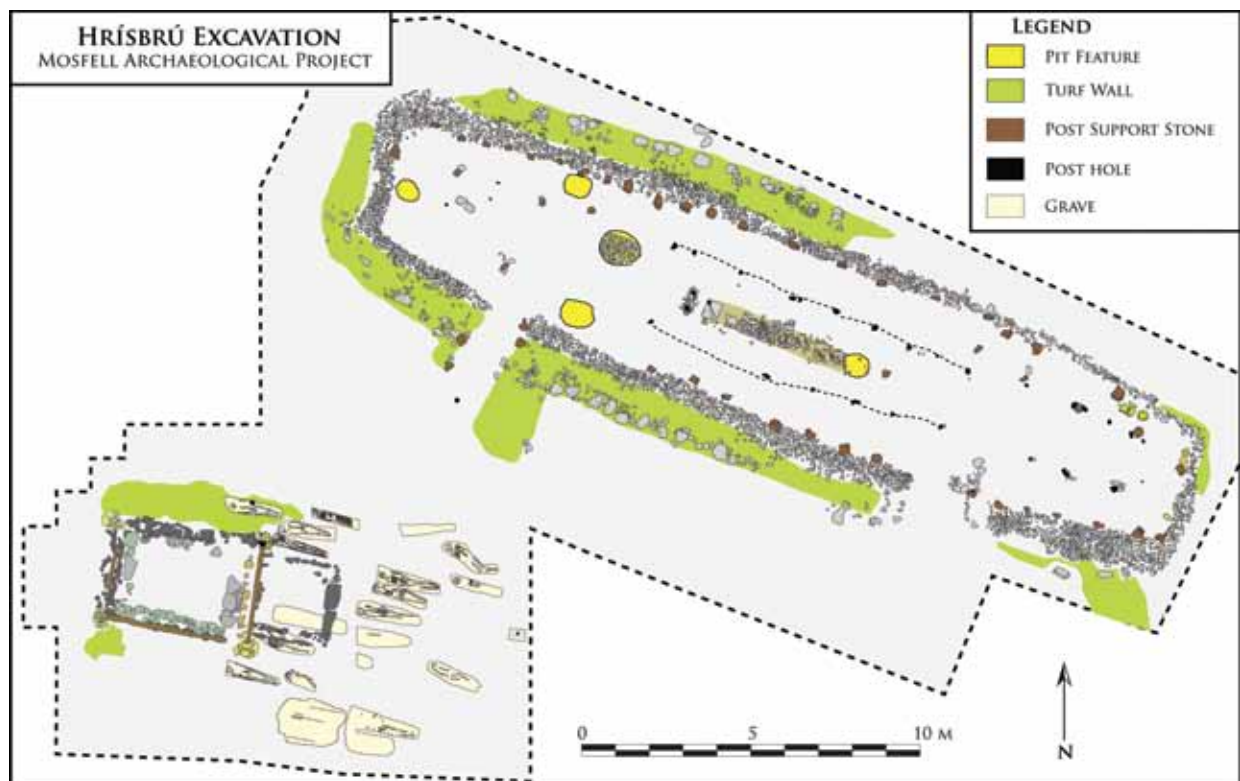 HRÍSBRÚ EXCAVATION
MOSFELL ARCHAEOLOGICAL PROJECT
LEGEND
PIT FEATURE
TURF WALL
POST SUPPORT STONE
POST HOLE
GRAVE
0 5 10 M
N